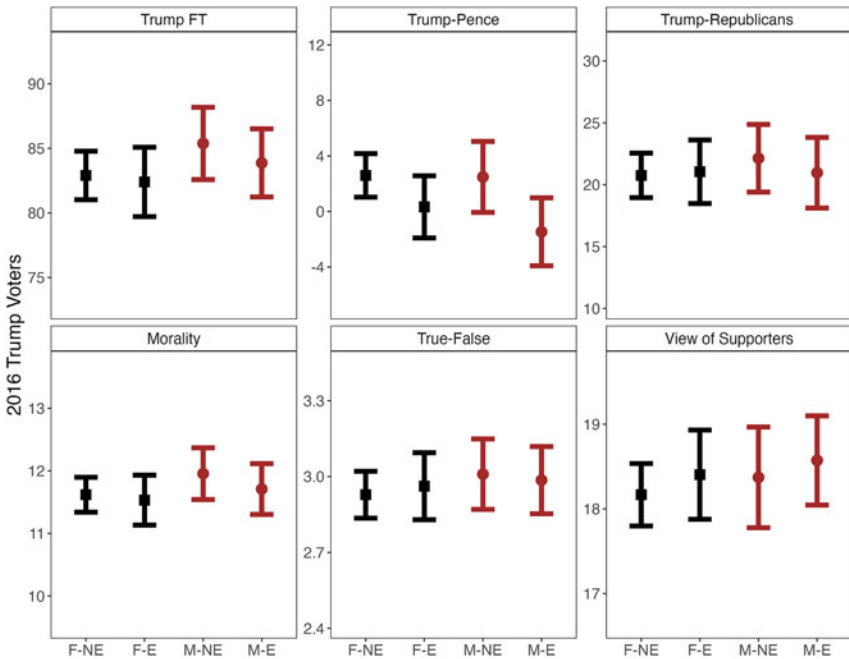 Trump FT
Trump-Pence
Trump-Republicans
90
85
80
75
12
8
4
0
-4
30
25
20
15
10
2016 Trump Voters
Morality
True-False
View of Supporters
13
12
11
10
3.3
3.0
2.7
2.4
19
18
17
F-NE F-E M-NE M-E
F-NE F-E M-NE M-E
F-NE F-E M-NE M-E